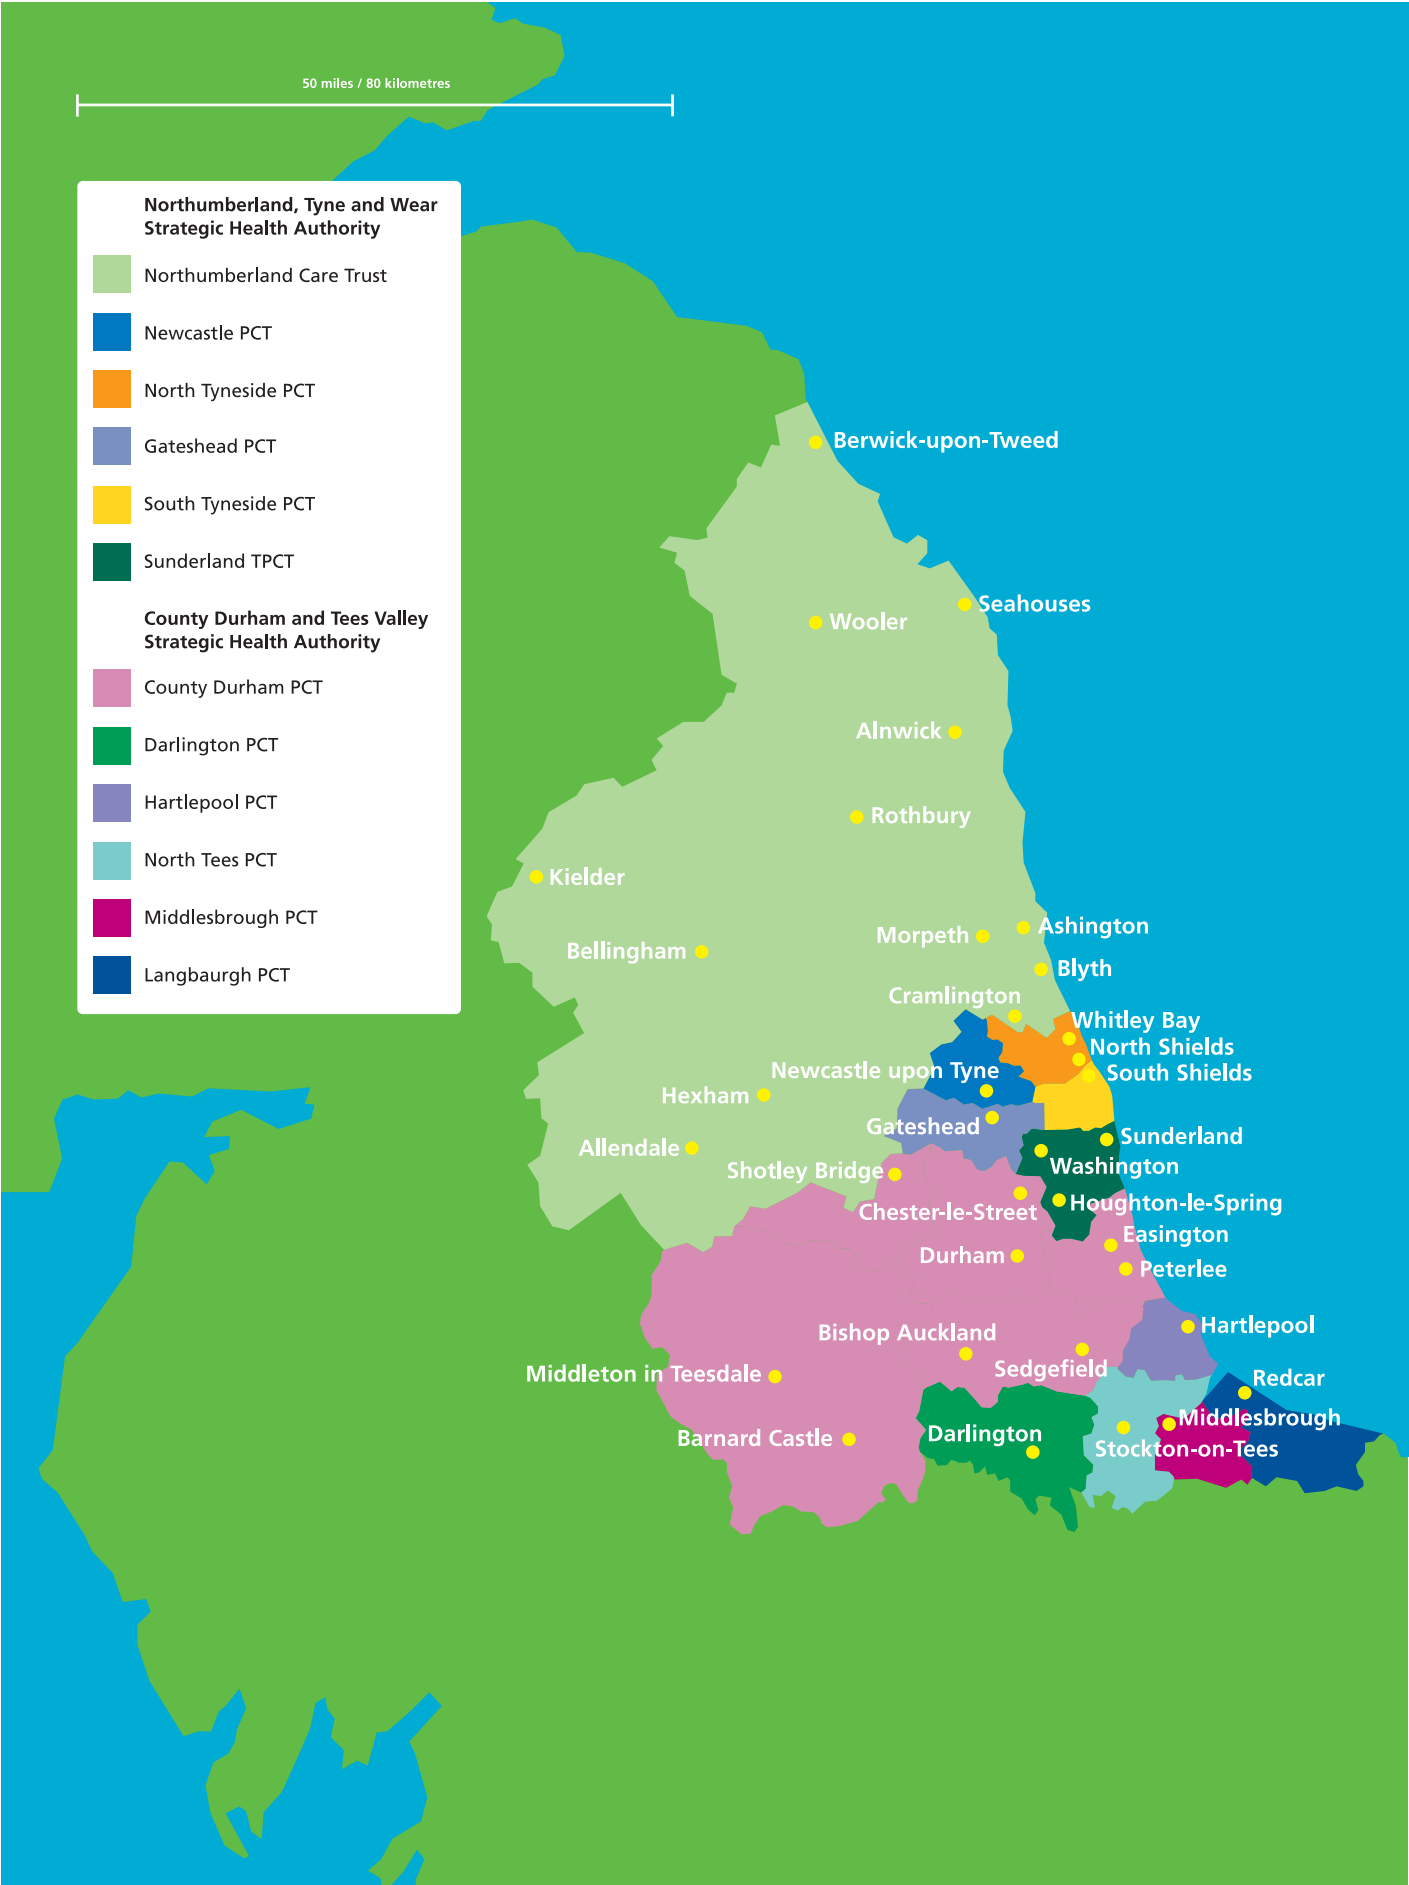 50 miles / 80 kilometres
Northumberland, Tyne and Wear
Strategic Health Authority
Northumberland Care Trust
Newcastle PCT
North Tyneside PCT
Gateshead PCT
South Tyneside PCT
Sunderland TPCT
County Durham and Tees Valley
Strategic Health Authority
County Durham PCT
Darlington PCT
Hartlepool PCT
North Tees PCT
Middlesbrough PCT
Langbaurgh PCT
Berwick-upon-Tweed
Seahouses
Wooler
Alnwick
Rothbury
Kielder
Ashington
Morpeth
Bellingham
Blyth
Cramlington
Whitley Bay
North Shields
Newcastle upon Tyne
South Shields
Hexham
Gateshead
Sunderland
Allendale
Washington
Shotley Bridge
Houghton-le-Spring
Chester-le-Street
Easington
Durham
Peterlee
Hartlepool
Bishop Auckland
Sedgefield
Middleton in Teesdale
Redcar
Middlesbrough
Darlington
Barnard Castle
Stockton-on-Tees